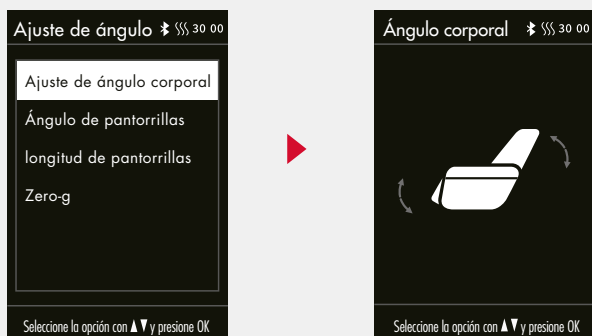 Ajuste de ángulo 30 00
Ajuste de ángulo corporal
Ángulo de pantorrillas
longitud de pantorrillas
Zero-g
Seleccione la opción con ▲▼ y presione OK
Ángulo corporal 30 00
Seleccione la opción con ▲▼ y presione OK